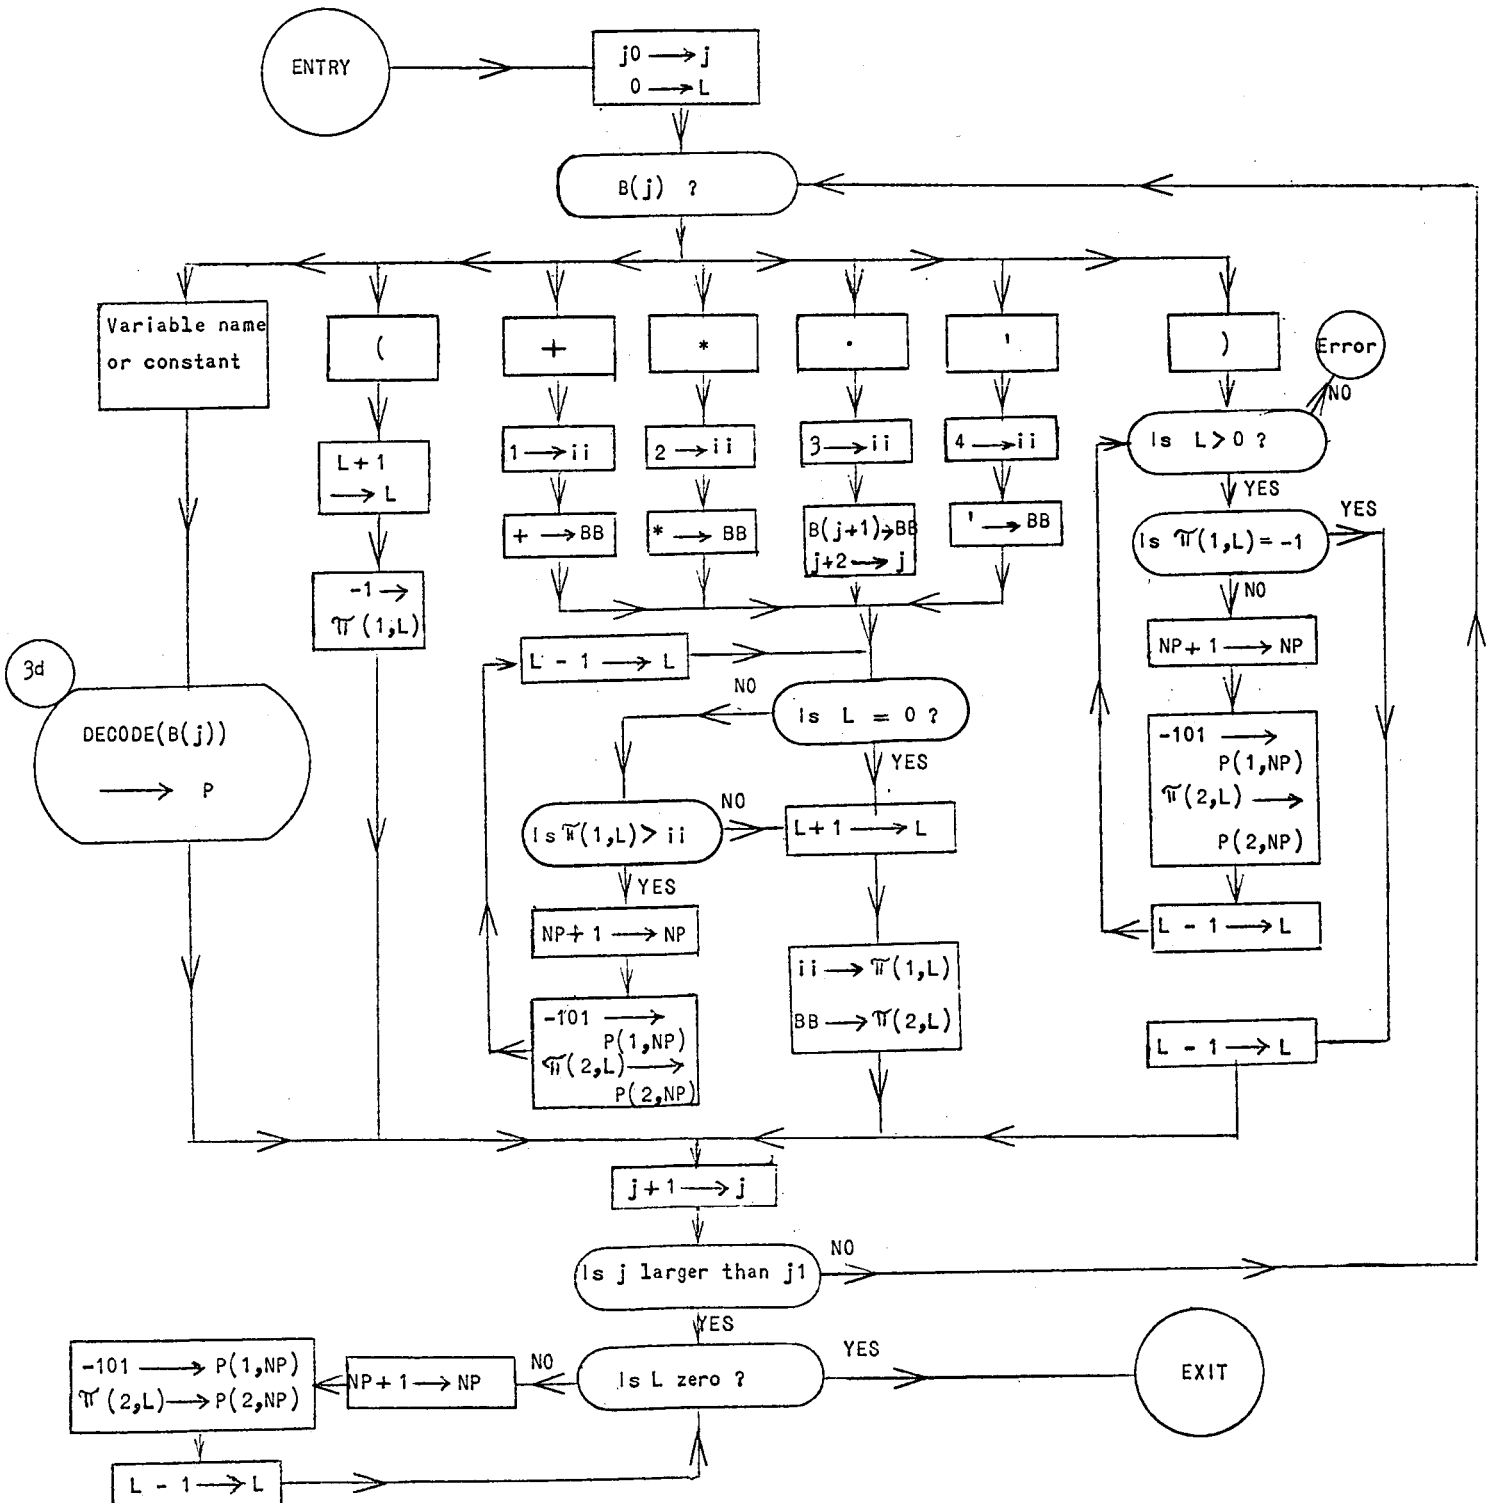 ENTRY
j0 → j
0 → L
B(j) ?
Variable name
or constant
(
+
*
.
'
)
Error
NO
1 → ii
2 → ii
3 → ii
4 → ii
Is L > 0 ?
YES
L + 1
→ L
+ → BB
* → BB
B(j+1) → BB
j+2 → j
' → BB
Is π(1,L) = -1
YES
NO
-1 →
π(1,L)
NP + 1 → NP
L - 1 → L
3d
DECODE(B(j))
→ P
NO
Is L = 0 ?
YES
-101 →
P(1,NP)
π(2,L) →
P(2,NP)
Is π(1,L) > ii
NO
L + 1 → L
YES
NP + 1 → NP
L - 1 → L
ii → π(1,L)
BB → π(2,L)
-101 →
P(1,NP)
π(2,L) →
P(2,NP)
L - 1 → L
j + 1 → j
Is j larger than j1
NO
YES
-101 → P(1,NP)
π(2,L) → P(2,NP)
NP + 1 → NP
NO
Is L zero ?
YES
EXIT
L - 1 → L